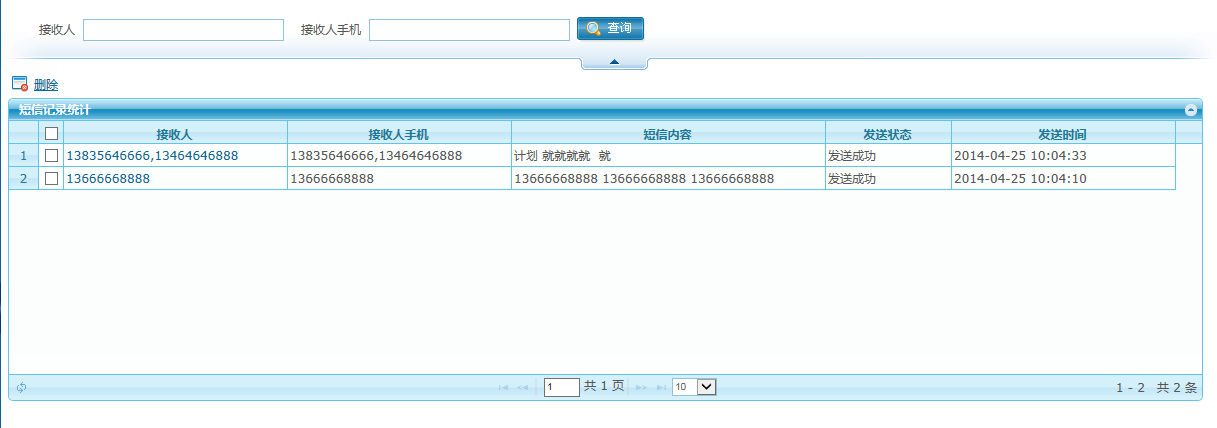 接收人 接收人手机 查询
删除
短信记录统计
接收人 接收人手机 短信内容 发送状态 发送时间
1 13835646666,13464646888 13835646666,13464646888 计划 就就就就 就 发送成功 2014-04-25 10:04:33
2 13666668888 13666668888 13666668888 13666668888 13666668888 发送成功 2014-04-25 10:04:10
1 共 1 页 10 1 - 2 共 2 条